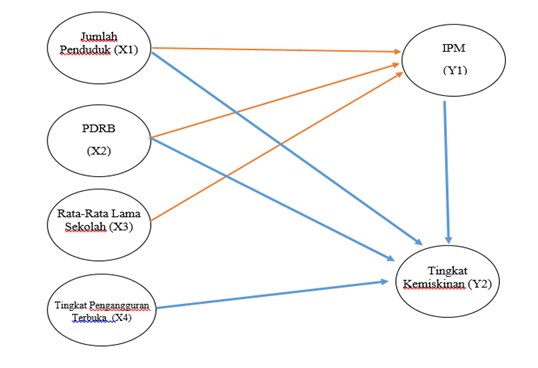 Jumlah
Penduduk (X1)
IPM
(Y1)
PDRB
(X2)
Rata-Rata Lama
Sekolah (X3)
Tingkat
Kemiskinan (Y2)
Tingkat Pengangguran
Terbuka (X4)